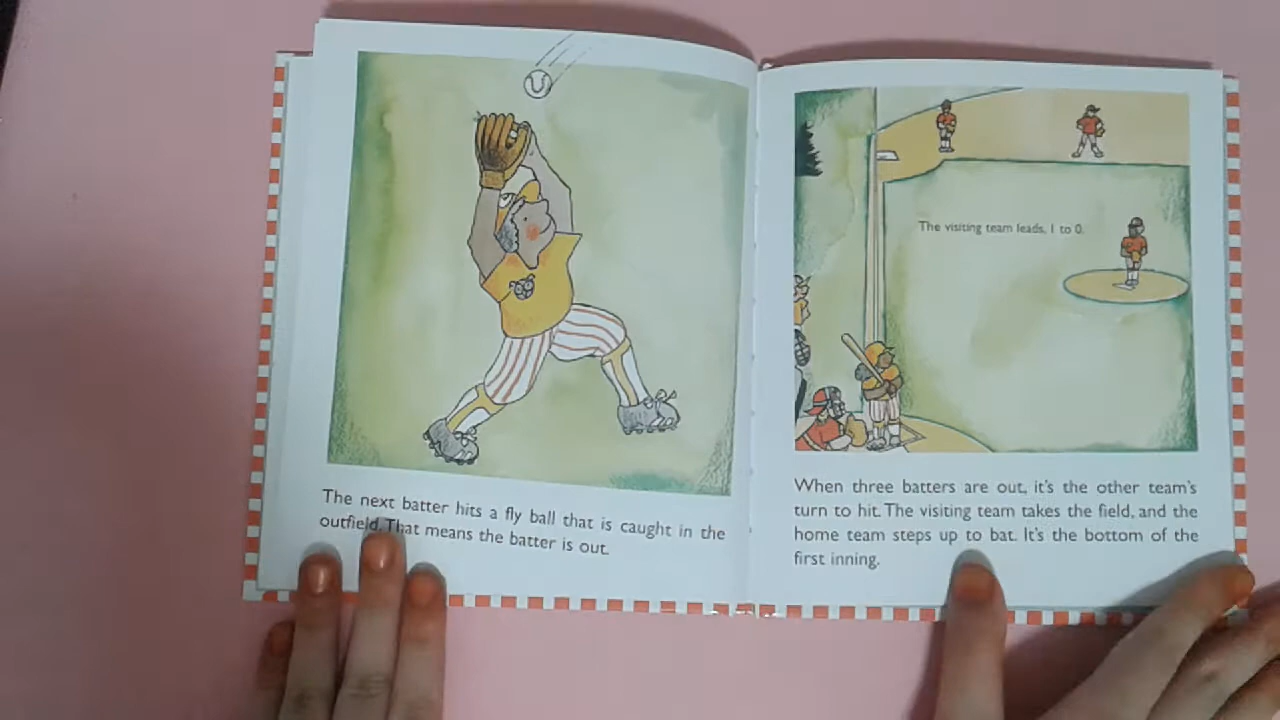 The next batter hits a fly ball that is caught in the
outfield. That means the batter is out.
The visiting team leads, 1 to 0.
When three batters are out, it's the other team's
turn to hit. The visiting team takes the field, and the
home team steps up to bat. It's the bottom of the
first inning.